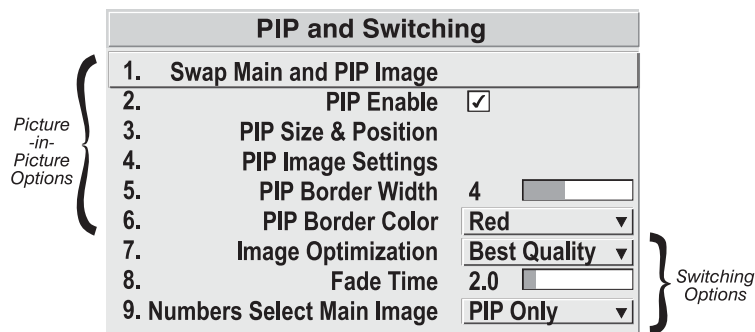 PIP and Switching
1. Swap Main and PIP Image
2. PIP Enable
3. PIP Size & Position
4. PIP Image Settings
5. PIP Border Width 4
6. PIP Border Color Red
7. Image Optimization Best Quality
8. Fade Time 2.0
9. Numbers Select Main Image PIP Only
Picture
-in-
Picture
Options
Switching
Options